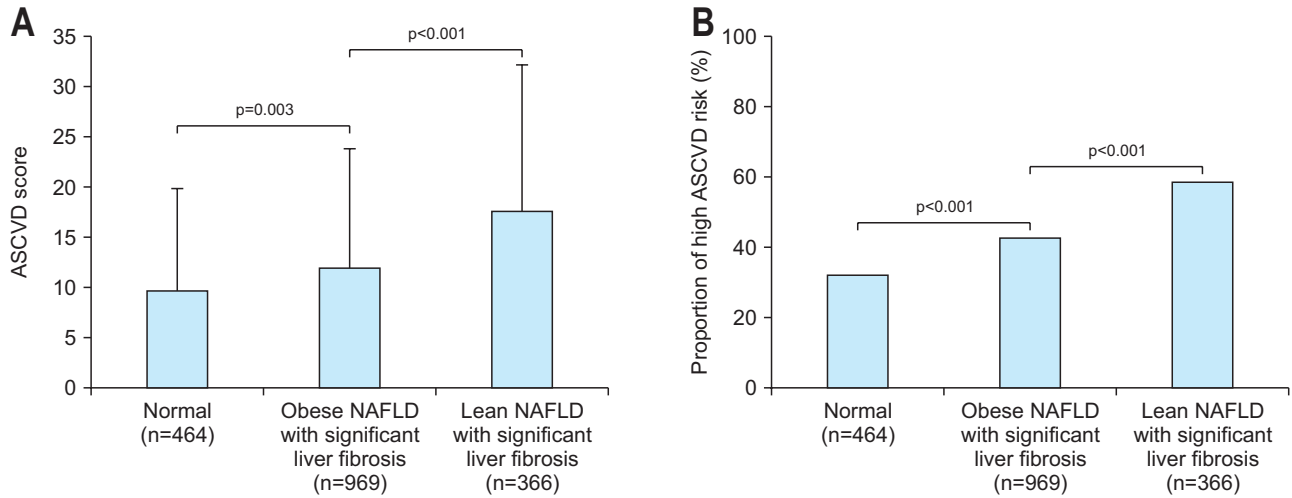 A
ASCVD score
35
30
25
20
15
10
5
0
p=0.003
p<0.001
Normal
(n=464)
Obese NAFLD
with significant
liver fibrosis
(n=969)
Lean NAFLD
with significant
liver fibrosis
(n=366)
B
Proportion of high ASCVD risk (%)
100
80
60
40
20
0
p<0.001
p<0.001
Normal
(n=464)
Obese NAFLD
with significant
liver fibrosis
(n=969)
Lean NAFLD
with significant
liver fibrosis
(n=366)